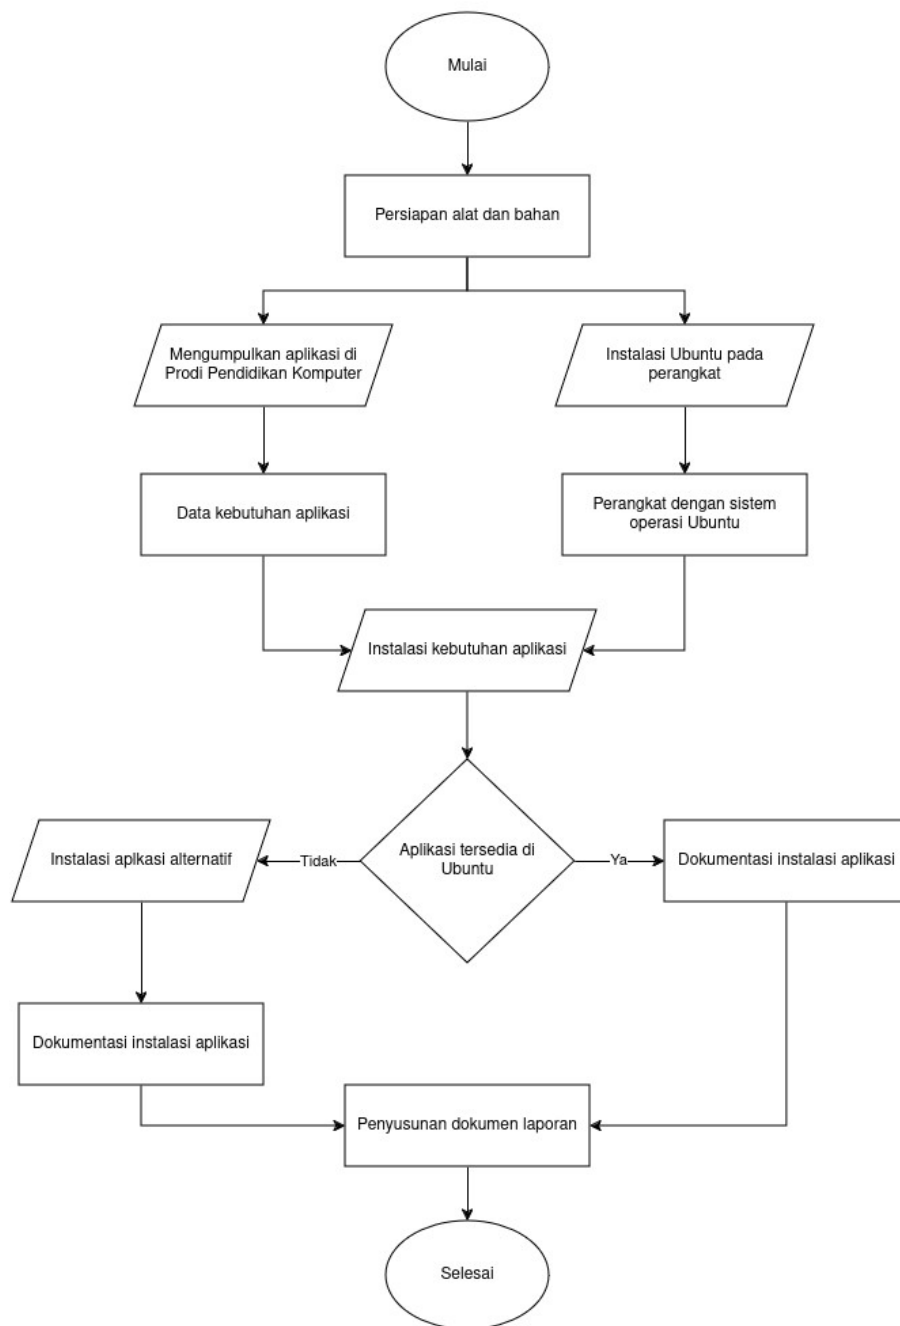 Mulai
Persiapan alat dan bahan
Mengumpulkan aplikasi di
Prodi Pendidikan Komputer
Instalasi Ubuntu pada
perangkat
Data kebutuhan aplikasi
Perangkat dengan sistem
operasi Ubuntu
Instalasi kebutuhan aplikasi
Aplikasi tersedia di
Ubuntu
Tidak
Ya
Instalasi aplkasi alternatif
Dokumentasi instalasi aplikasi
Dokumentasi instalasi aplikasi
Penyusunan dokumen laporan
Selesai